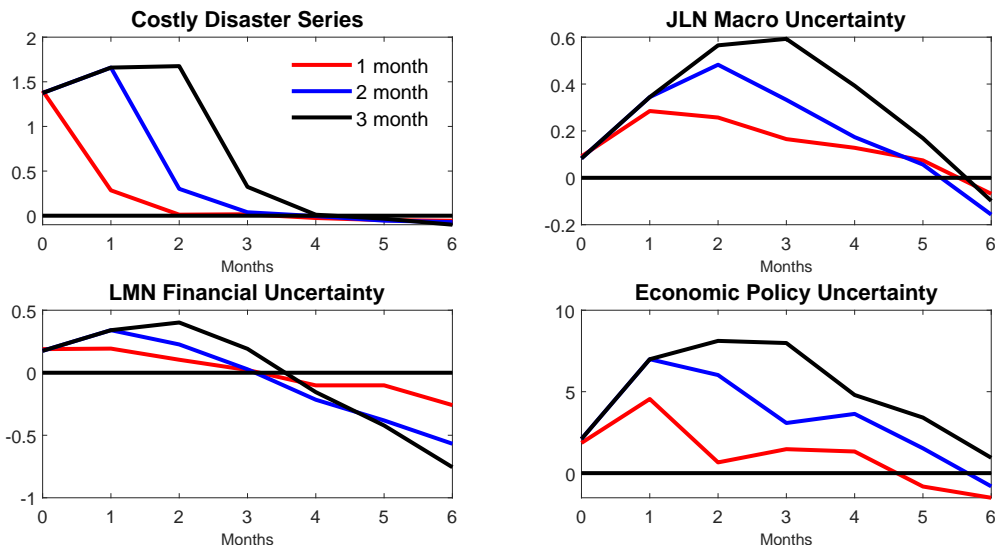 Costly Disaster Series
2
1.5
1
0.5
0
0 1 2 3 4 5 6
Months
1 month
2 month
3 month
JLN Macro Uncertainty
0.6
0.4
0.2
0
-0.2
0 1 2 3 4 5 6
Months
LMN Financial Uncertainty
0.5
0
-0.5
-1
0 1 2 3 4 5 6
Months
Economic Policy Uncertainty
10
5
0
0 1 2 3 4 5 6
Months